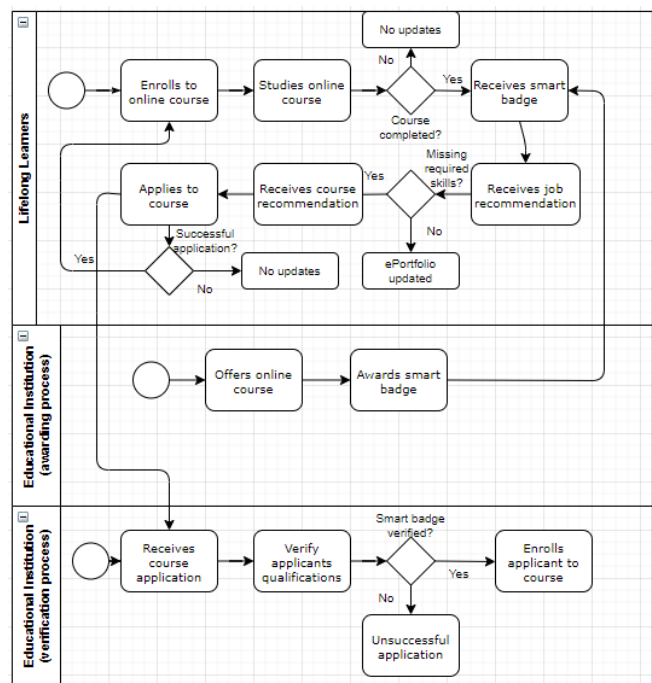 Lifelong Learners
No updates
No
Enrolls to
online course
Studies online
course
Yes
Receives smart
badge
Course
completed?
Missing
required
skills?
Applies to
course
Receives course
recommendation
Yes
Receives job
recommendation
Successful
application?
No
Yes
No updates
No
ePortfolio
updated
Educational Institution
(awarding process)
Offers online
course
Awards smart
badge
Educational Institution
(verification process)
Smart badge
verified?
Receives
course
application
Verify
applicants
qualifications
Yes
Enrolls
applicant to
course
No
Unsuccessful
application